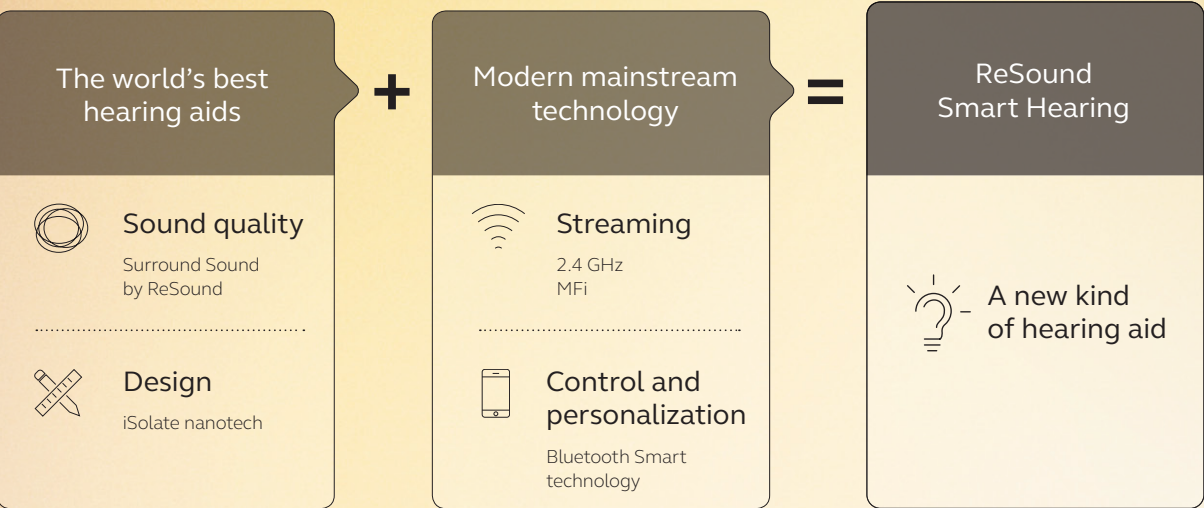 The world’s best
hearing aids
+
Modern mainstream
technology
=
ReSound
Smart Hearing
Sound quality
Surround Sound
by ReSound
Design
iSolate nanotech
Streaming
2.4 GHz
MFi
Control and
personalization
Bluetooth Smart
technology
A new kind
of hearing aid